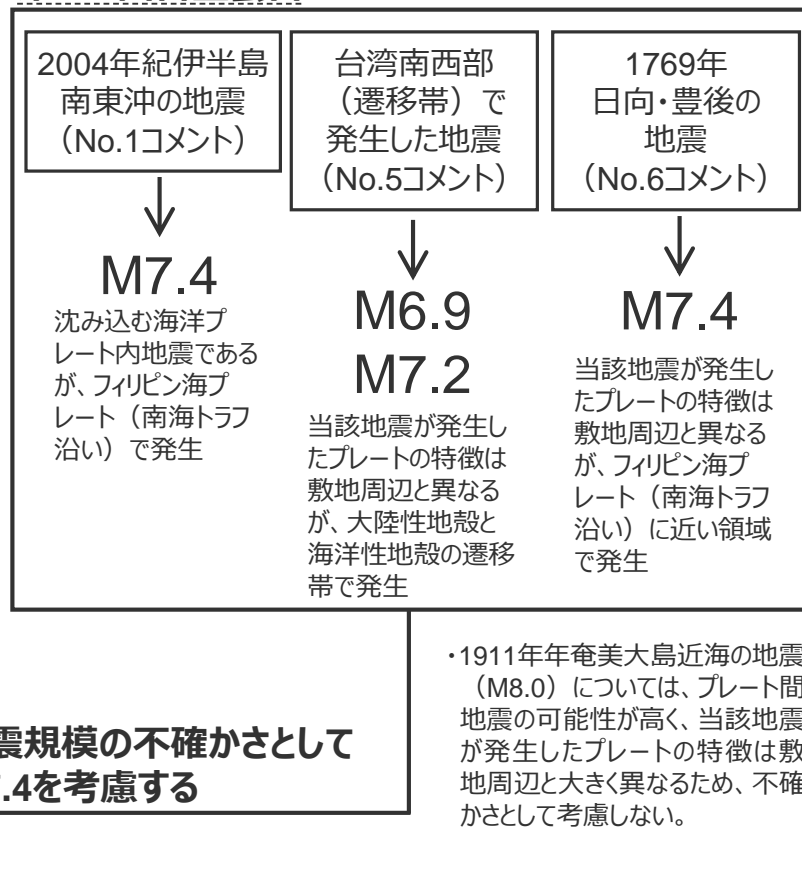 2004年紀伊半島
南東沖の地震
（No.1コメント）
M7.4
沈み込む海洋プ
レート内地震である
が、フィリピン海プ
レート（南海トラフ
沿い）で発生
台湾南西部
（遷移帯）で
発生した地震
（No.5コメント）
M6.9
M7.2
当該地震が発生し
たプレートの特徴は
敷地周辺と異なる
が、大陸性地殻と
海洋性地殻の遷移
帯で発生
1769年
日向・豊後の
地震
（No.6コメント）
M7.4
当該地震が発生し
たプレートの特徴は
敷地周辺と異なる
が、フィリピン海プ
レート（南海トラフ
沿い）に近い領域
で発生
震規模の不確かさとして
.4を考慮する
・1911年年奄美大島近海の地震
（M8.0）については、プレート間
地震の可能性が高く、当該地震
が発生したプレートの特徴は敷
地周辺と大きく異なるため、不確
かさとして考慮しない。